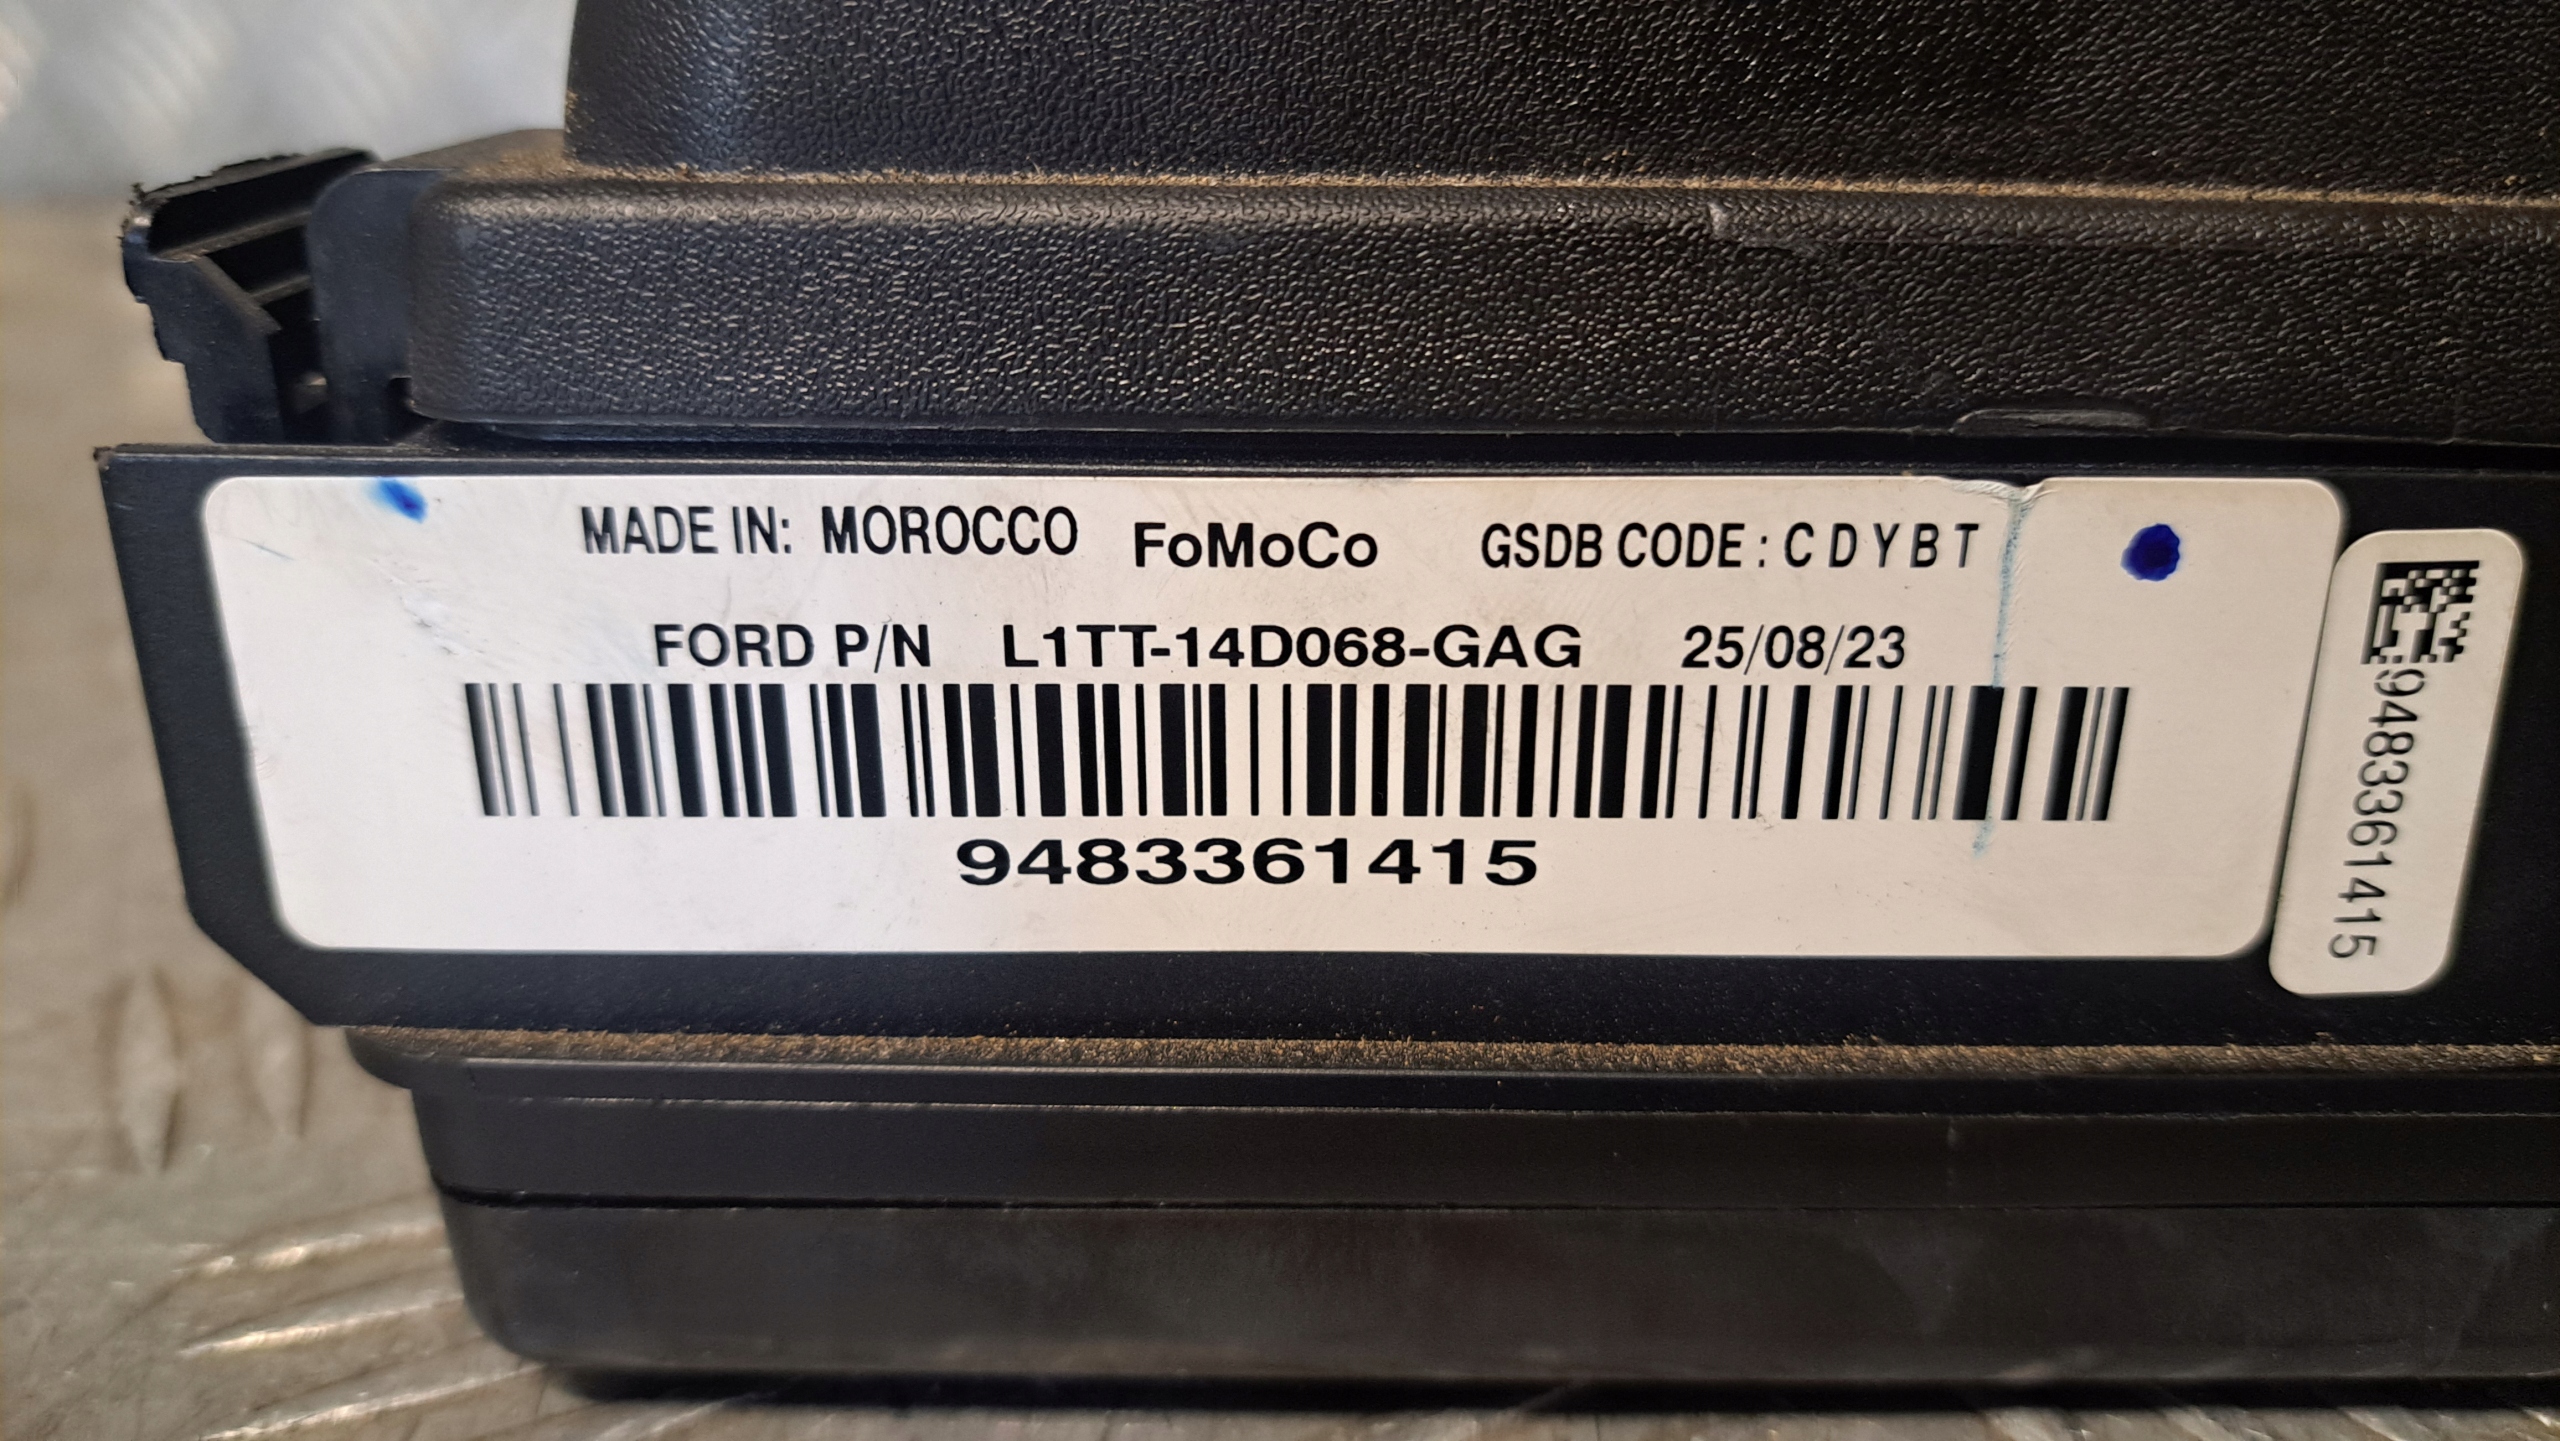 MADE IN: MOROCCO FoMoCo GSDB CODE : C D Y B T
FORD P/N L1TT-14D068-GAG 25/08/23
9483361415
9483361415